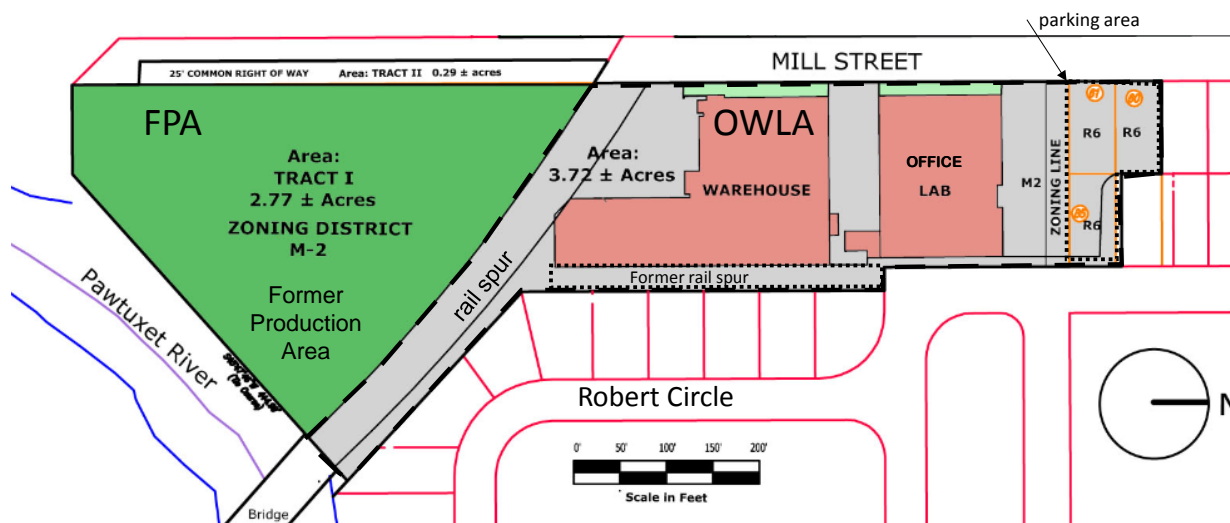 parking area
25' COMMON RIGHT OF WAY Area: TRACT II 0.29 ± acres
MILL STREET
FPA
OWLA
Area:
TRACT I
2.77 ± Acres
ZONING DISTRICT
M-2
Former
Production
Area
Area:
3.72 ± Acres
WAREHOUSE
OFFICE
LAB
M2
ZONING LINE
81
80
R6
R6
R6
rail spur
Former rail spur
Pawtuxet River
Robert Circle
0' 50' 100' 150' 200'
Scale in Feet
Bridge
N